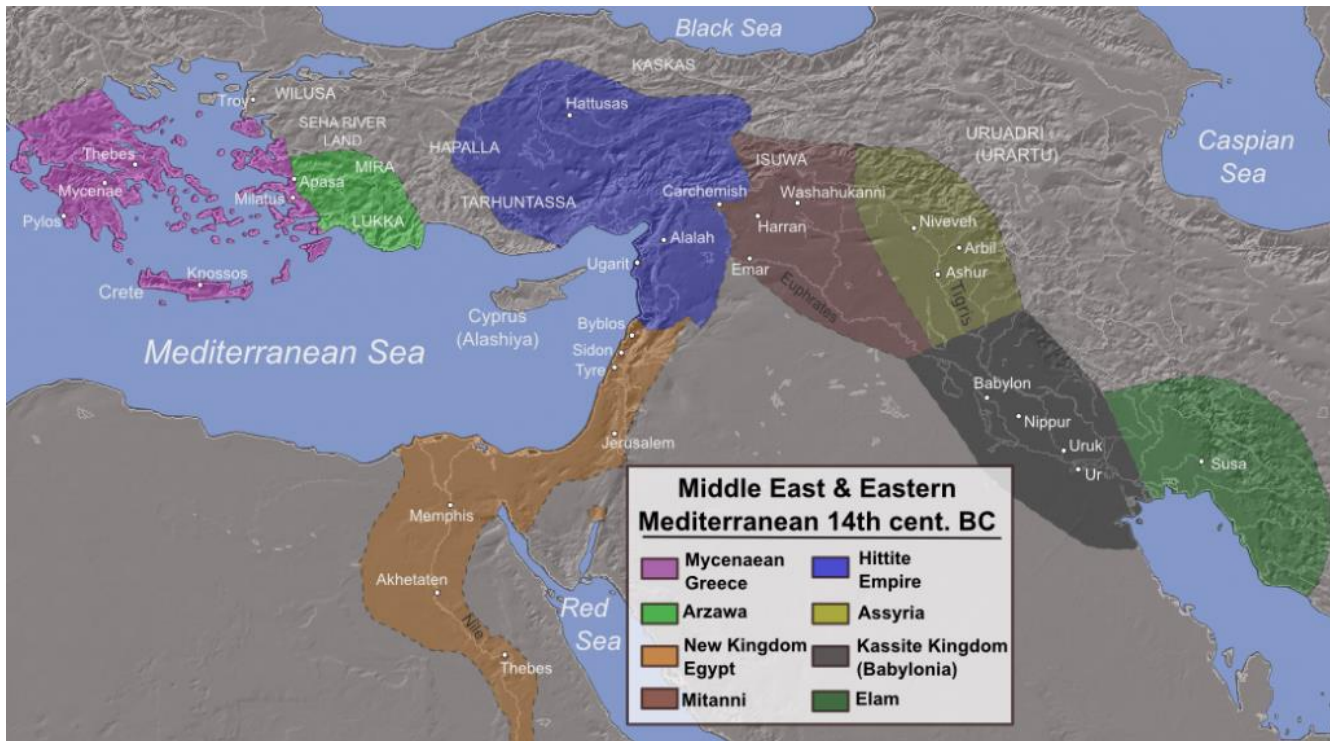 Black Sea
KASKAS
Troy
WILUSA
Hattusas
SEHA RIVER
LAND
HAPALLA
URUADRI
(URARTU)
Caspian
Sea
Thebes
MIRA
ISUWA
Mycenae
Apasa
Carchemish
Washahukanni
Milatus
Pylos
LUKKA
TARHUNTASSA
Harran
Niveveh
Alalah
Arbil
Knossos
Crete
Ugarit
Emar
Ashur
Euphrates
Tigris
Cyprus
(Alashiya)
Byblos
Mediterranean Sea
Sidon
Tyre
Babylon
Nippur
Jerusalem
Uruk
Susa
Ur
Memphis
Akhetaten
Nile
Red
Sea
Thebes
Middle East & Eastern
Mediterranean 14th cent. BC
Mycenaean
Greece
Arzawa
New Kingdom
Egypt
Mitanni
Hittite
Empire
Assyria
Kassite Kingdom
(Babylonia)
Elam